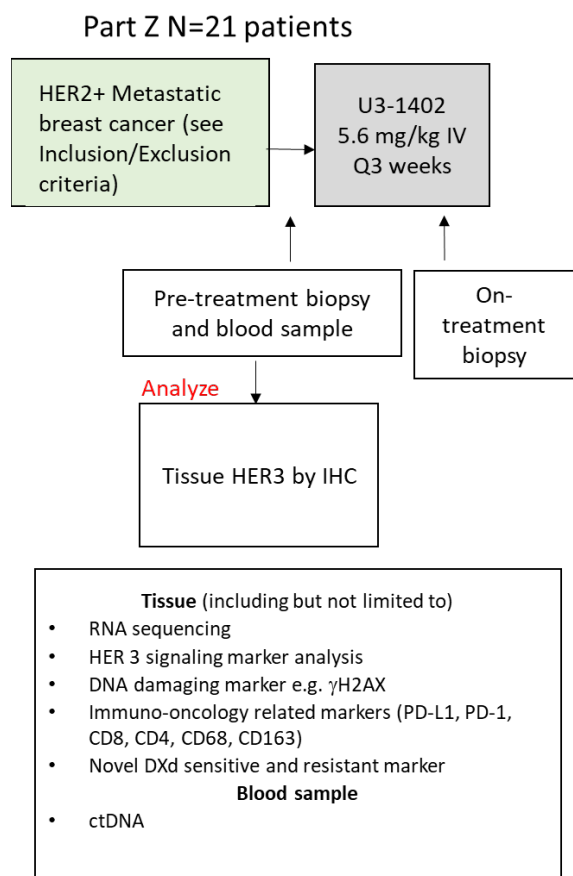 Part Z N=21 patients
HER2+ Metastatic
breast cancer (see
Inclusion/Exclusion
criteria)
U3-1402
5.6 mg/kg IV
Q3 weeks
Pre-treatment biopsy
and blood sample
On-
treatment
biopsy
Analyze
Tissue HER3 by IHC
Tissue (including but not limited to)
• RNA sequencing
• HER 3 signaling marker analysis
• DNA damaging marker e.g. γH2AX
• Immuno-oncology related markers (PD-L1, PD-1,
CD8, CD4, CD68, CD163)
• Novel DXd sensitive and resistant marker
Blood sample
• ctDNA